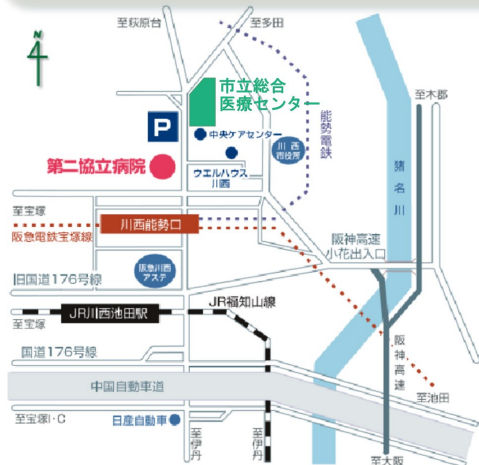 至萩原台
至多田
市立総合
医療センター
至木部
P
中央ケアセンター
川西
市役所
能勢電鉄
第二協立病院
ウエルハウス
川西
猪名川
至宝塚
川西能勢口
阪急電鉄宝塚線
阪神高速
小花出入口
阪急川西
アステ
旧国道176号線
JR福知山線
JR川西池田駅
至宝塚
国道176号線
阪神高速
中国自動車道
至池田
至宝塚I・C
日産自動車
至伊丹
至伊丹
至大阪